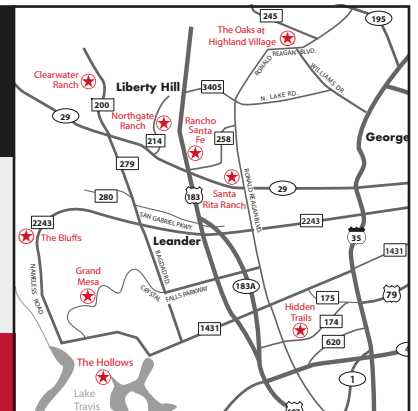 245
195
The Oaks at
Highland Village
RONALD REAGAN BLVD.
WILLIAMS DR.
Clearwater
Ranch
Liberty Hill
3405
N. LAKE RD.
200
29
Northgate
Ranch
Rancho
Santa
Fe
214
258
George
279
280
183
Santa
Rita Ranch
RONALD REAGAN BLVD.
29
2243
The Bluffs
SAN GABRIEL PKWY.
2243
35
Leander
1431
NAMELESS ROAD
Grand
Mesa
BAGDAD RD.
CRYSTAL FALLS PARKWAY
183A
175
79
Hidden
Trails
174
1431
620
The Hollows
1
Lake
Travis